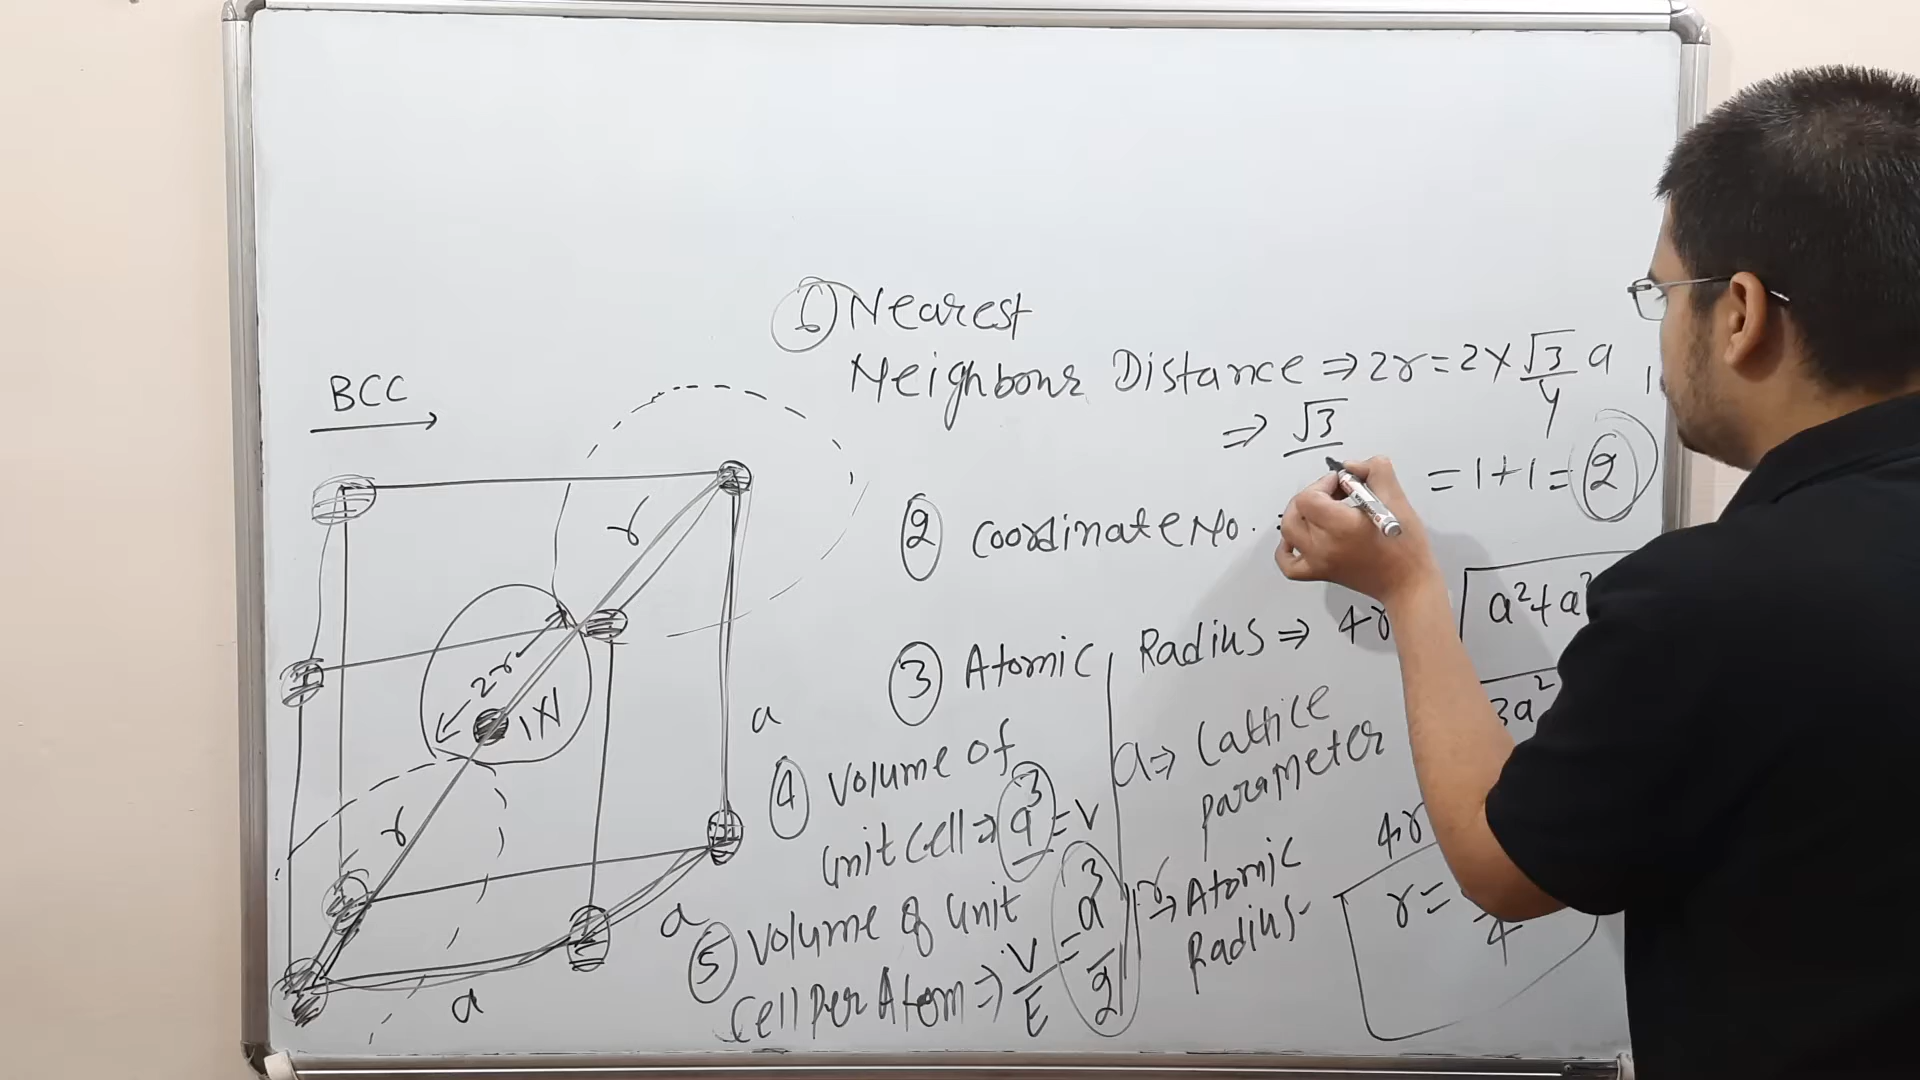 BCC
⑥ Nearest
Neighbour Distance ⇒ 2r = 2 × √3/4 a
⇒ √3
= 1 + 1 = 2
② Coordinate No.
③ Atomic Radius ⇒ 4r
a² + a²
3a²
④ Volume of
unit cell ⇒ a³ = V
⑤ Volume of unit
Cell Per Atom ⇒ V/E = a³/2
a ⇒ Lattice
parameter
r ⇒ Atomic
Radius
4r
r =
4
r
2r
1×1
r
a
a
a